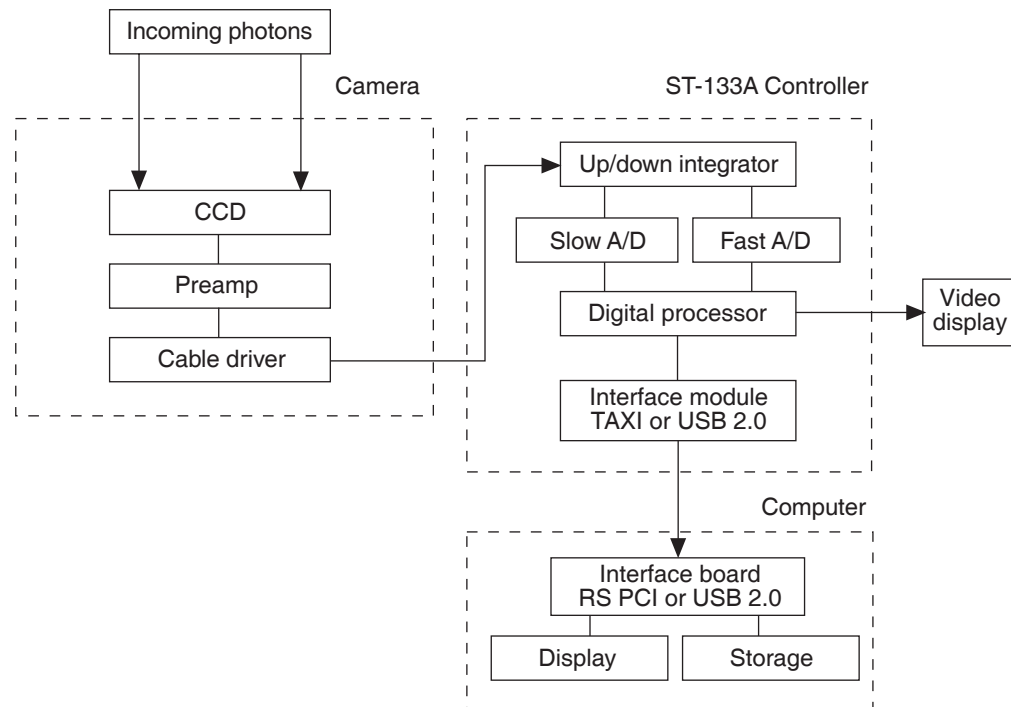 Incoming photons
Camera
CCD
Preamp
Cable driver
ST-133A Controller
Up/down integrator
Slow A/D
Fast A/D
Digital processor
Video
display
Interface module
TAXI or USB 2.0
Computer
Interface board
RS PCI or USB 2.0
Display
Storage